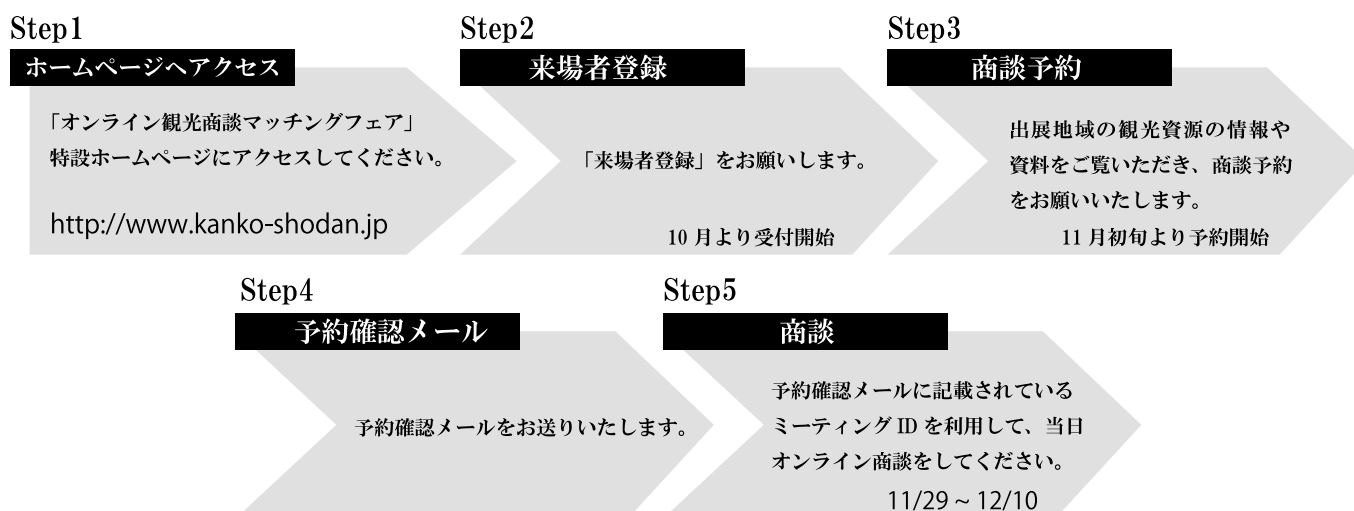 Step1
ホームページへアクセス
「オンライン観光商談マッチングフェア」
特設ホームページにアクセスしてください。
http://www.kanko-shodan.jp
Step2
来場者登録
「来場者登録」をお願いします。
10 月より受付開始
Step3
商談予約
出展地域の観光資源の情報や
資料をご覧いただき、商談予約
をお願いいたします。
11 月初旬より予約開始
Step4
予約確認メール
予約確認メールをお送りいたします。
Step5
商談
予約確認メールに記載されている
ミーティング ID を利用して、当日
オンライン商談をしてください。
11/29 ~ 12/10